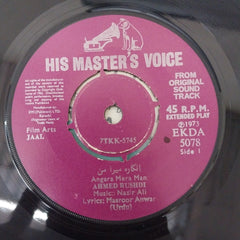 HIS MASTER'S VOICE
FROM
ORIGINAL
SOUND
TRACK
7TKK-5745
45 R.P.M.
EXTENDED PLAY
Film Arts
JAAL
℗1973
EKDA
5078
Side 1
انگارہ میرا من
Angara Mera Man
AHMED RUSHDI
Music: Nazir Ali
Lyrics: Masroor Anwar
(Urdu)